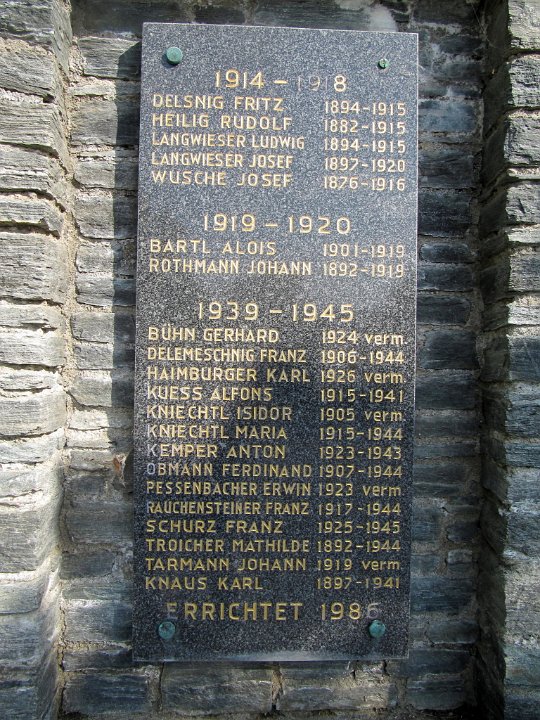 1914 - 1918
DELSNIG FRITZ 1894-1915
HEILIG RUDOLF 1882-1915
LANGWIESER LUDWIG 1894-1915
LANGWIESER JOSEF 1897-1920
WUSCHE JOSEF 1876-1916
1919 - 1920
BARTL ALOIS 1901-1919
ROTHMANN JOHANN 1892-1919
1939 - 1945
BUHN GERHARD 1924 verm.
DELEMESCHNIG FRANZ 1906-1944
HAIMBURGER KARL 1926 verm.
KUESS ALFONS 1915-1941
KNIECHTL ISIDOR 1905 verm.
KNIECHTL MARIA 1915-1944
KEMPER ANTON 1923-1943
OBMANN FERDINAND 1907-1944
PESSENBACHER ERWIN 1923 verm.
RAUCHENSTEINER FRANZ 1917-1944
SCHURZ FRANZ 1925-1945
TROICHER MATHILDE 1892-1944
TARMANN JOHANN 1919 verm.
KNAUS KARL 1897-1941
ERRICHTET 1986